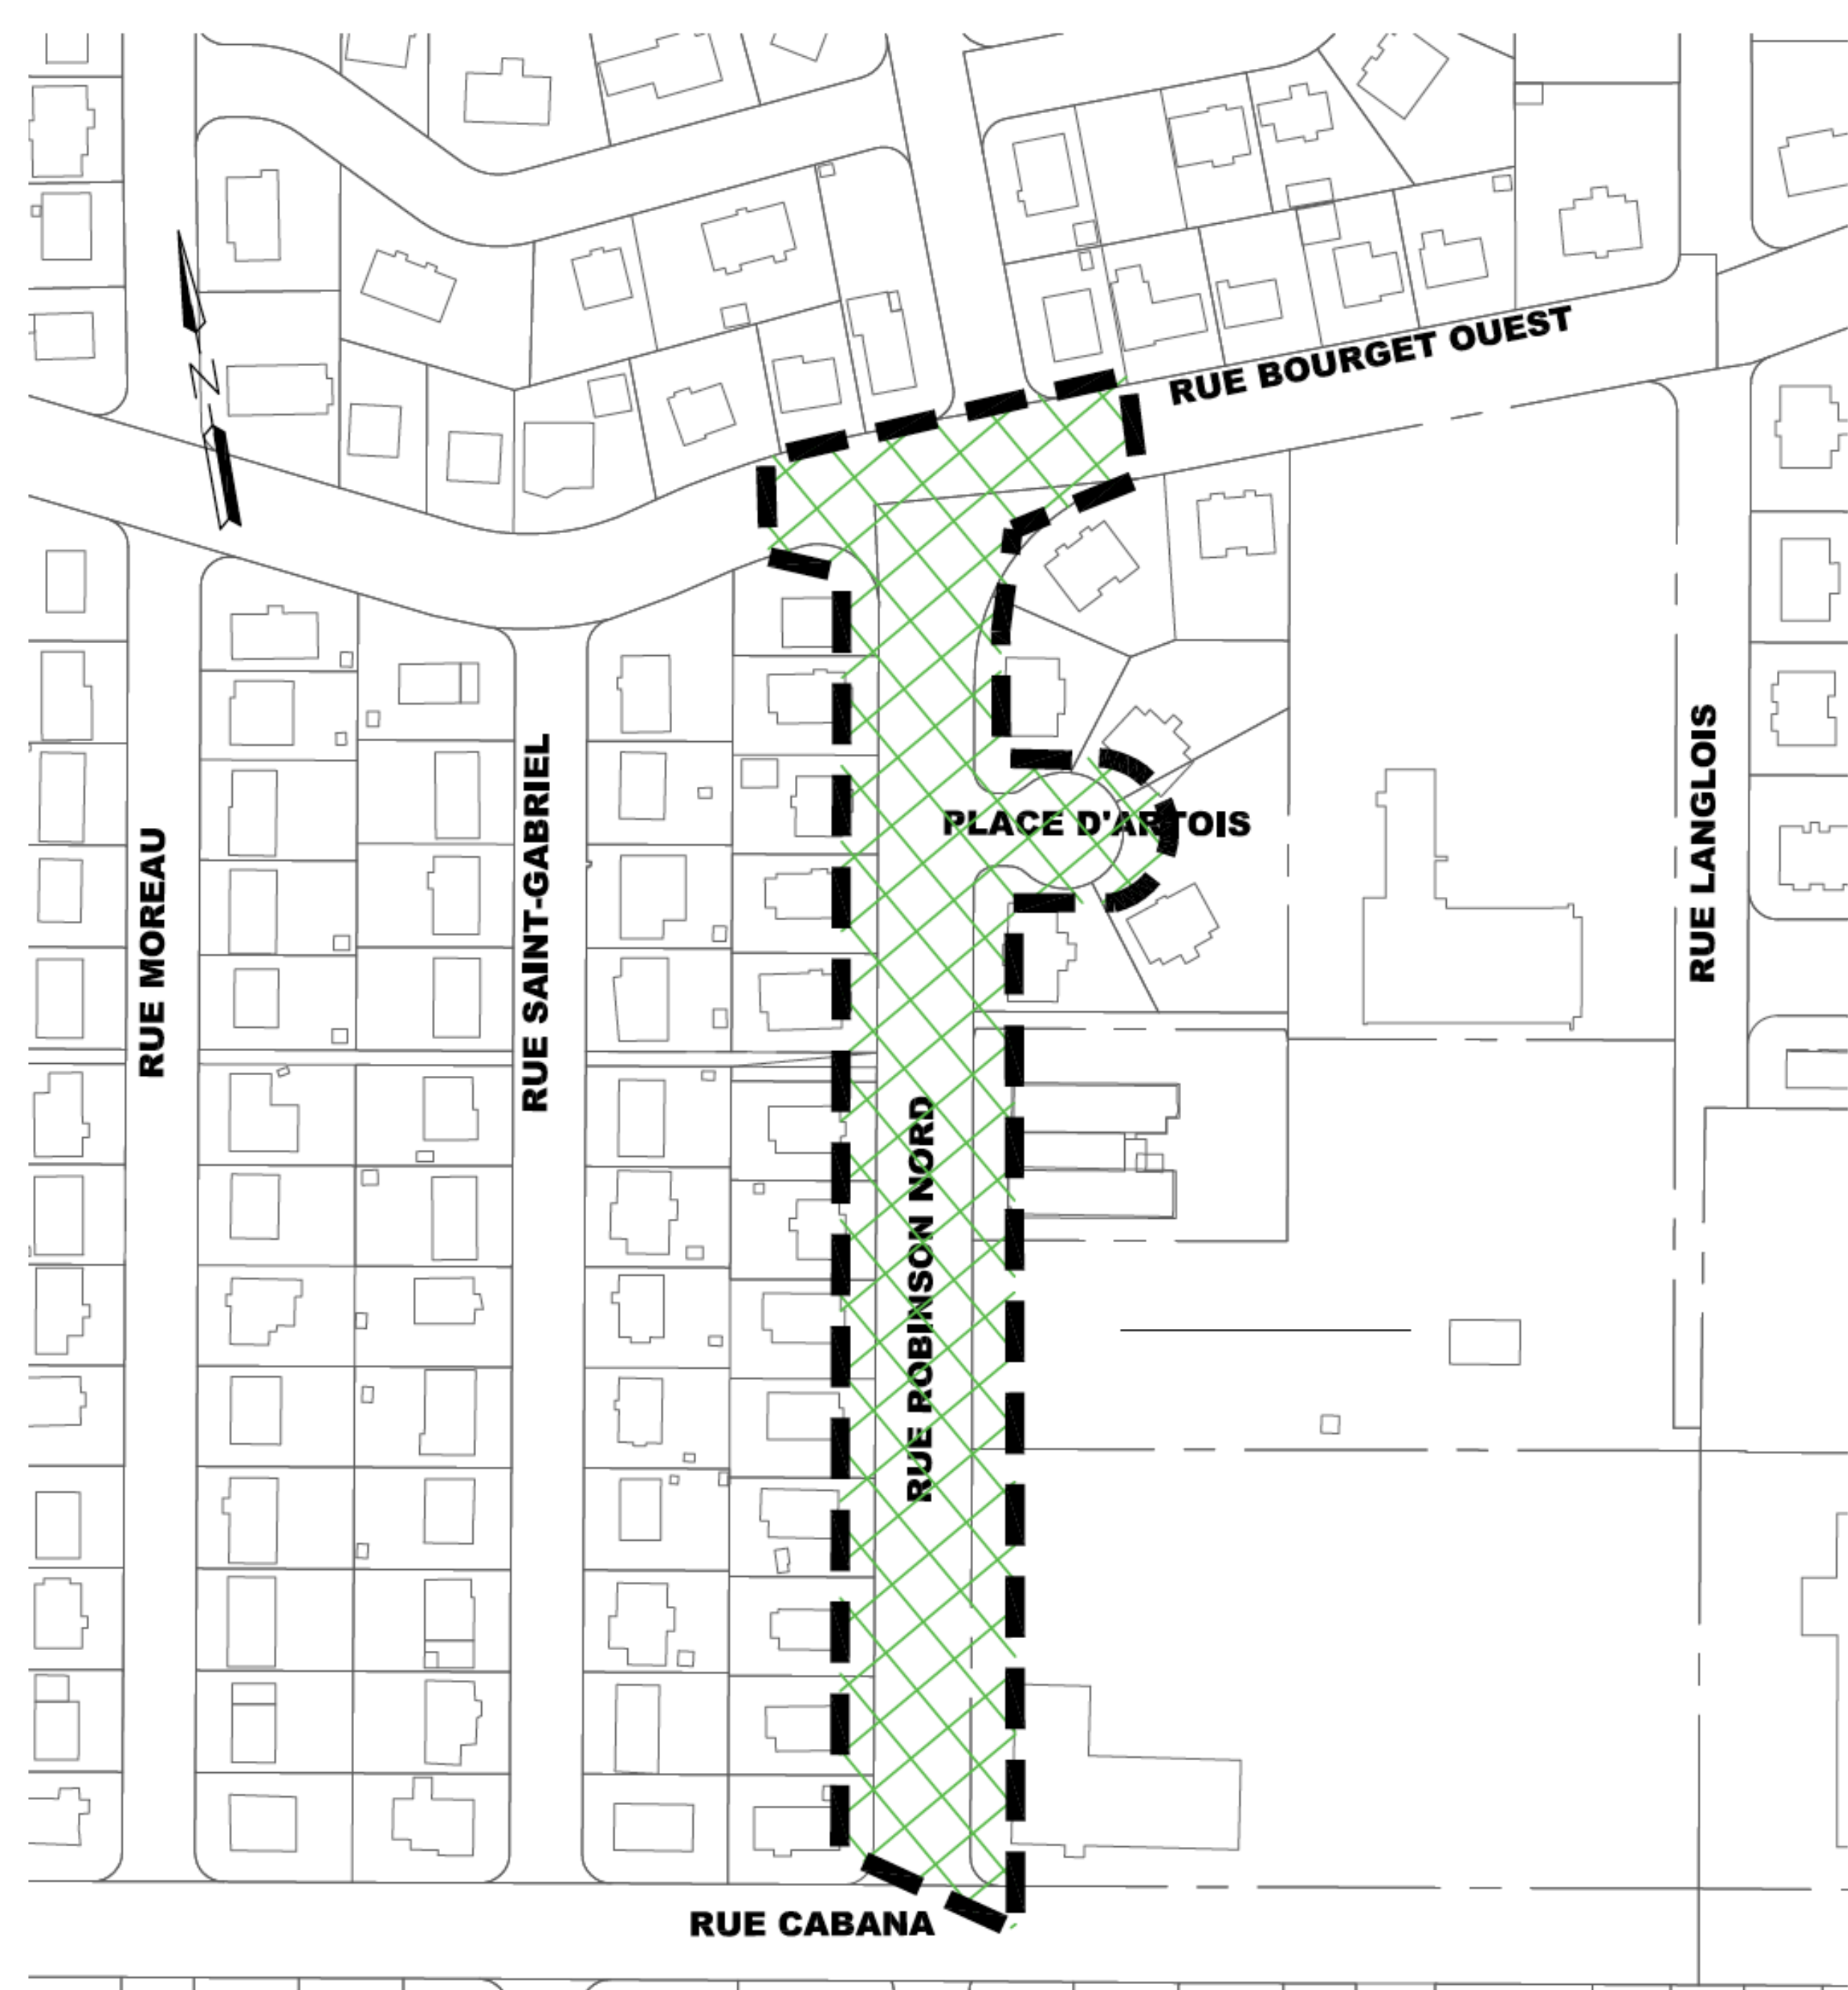 N
RUE BOURGET OUEST
PLACE D'ARTOIS
RUE MOREAU
RUE SAINT-GABRIEL
RUE ROBINSON NORD
RUE LANGLOIS
RUE CABANA